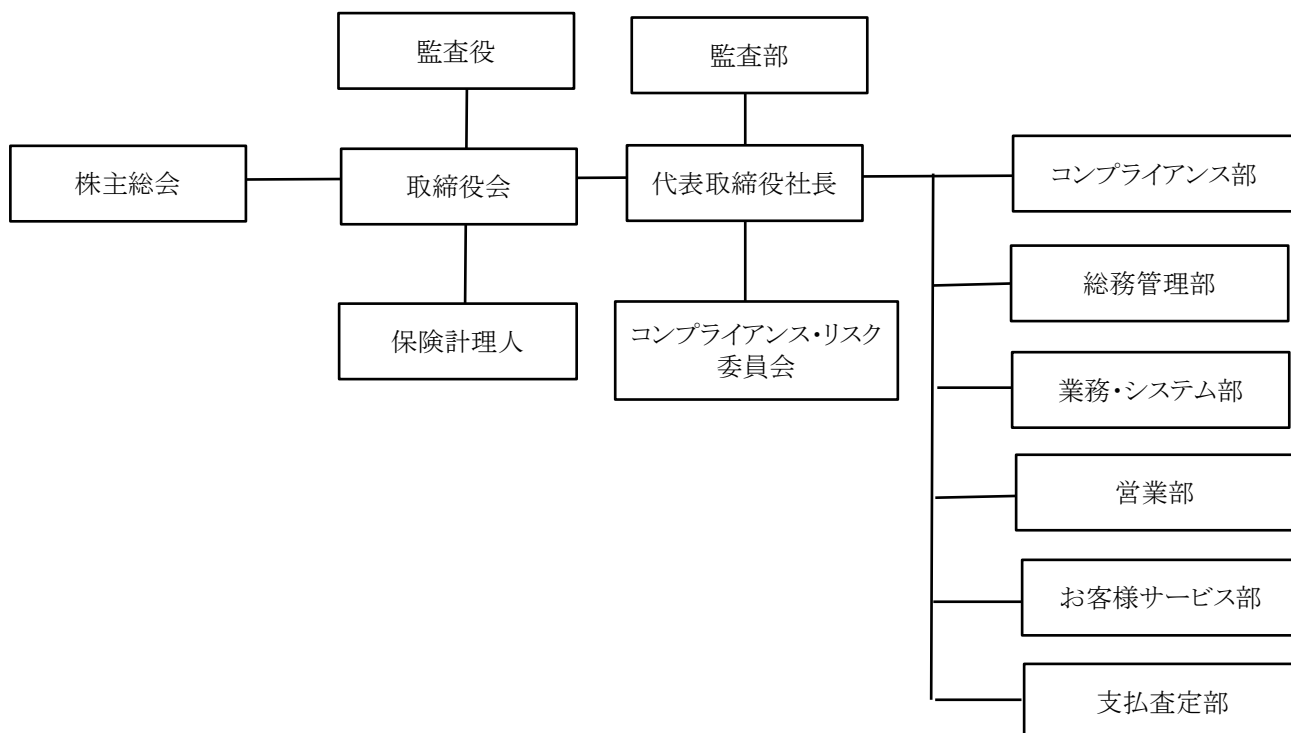 監査役
監査部
株主総会
取締役会
代表取締役社長
コンプライアンス部
総務管理部
保険計理人
コンプライアンス・リスク
委員会
業務・システム部
営業部
お客様サービス部
支払査定部